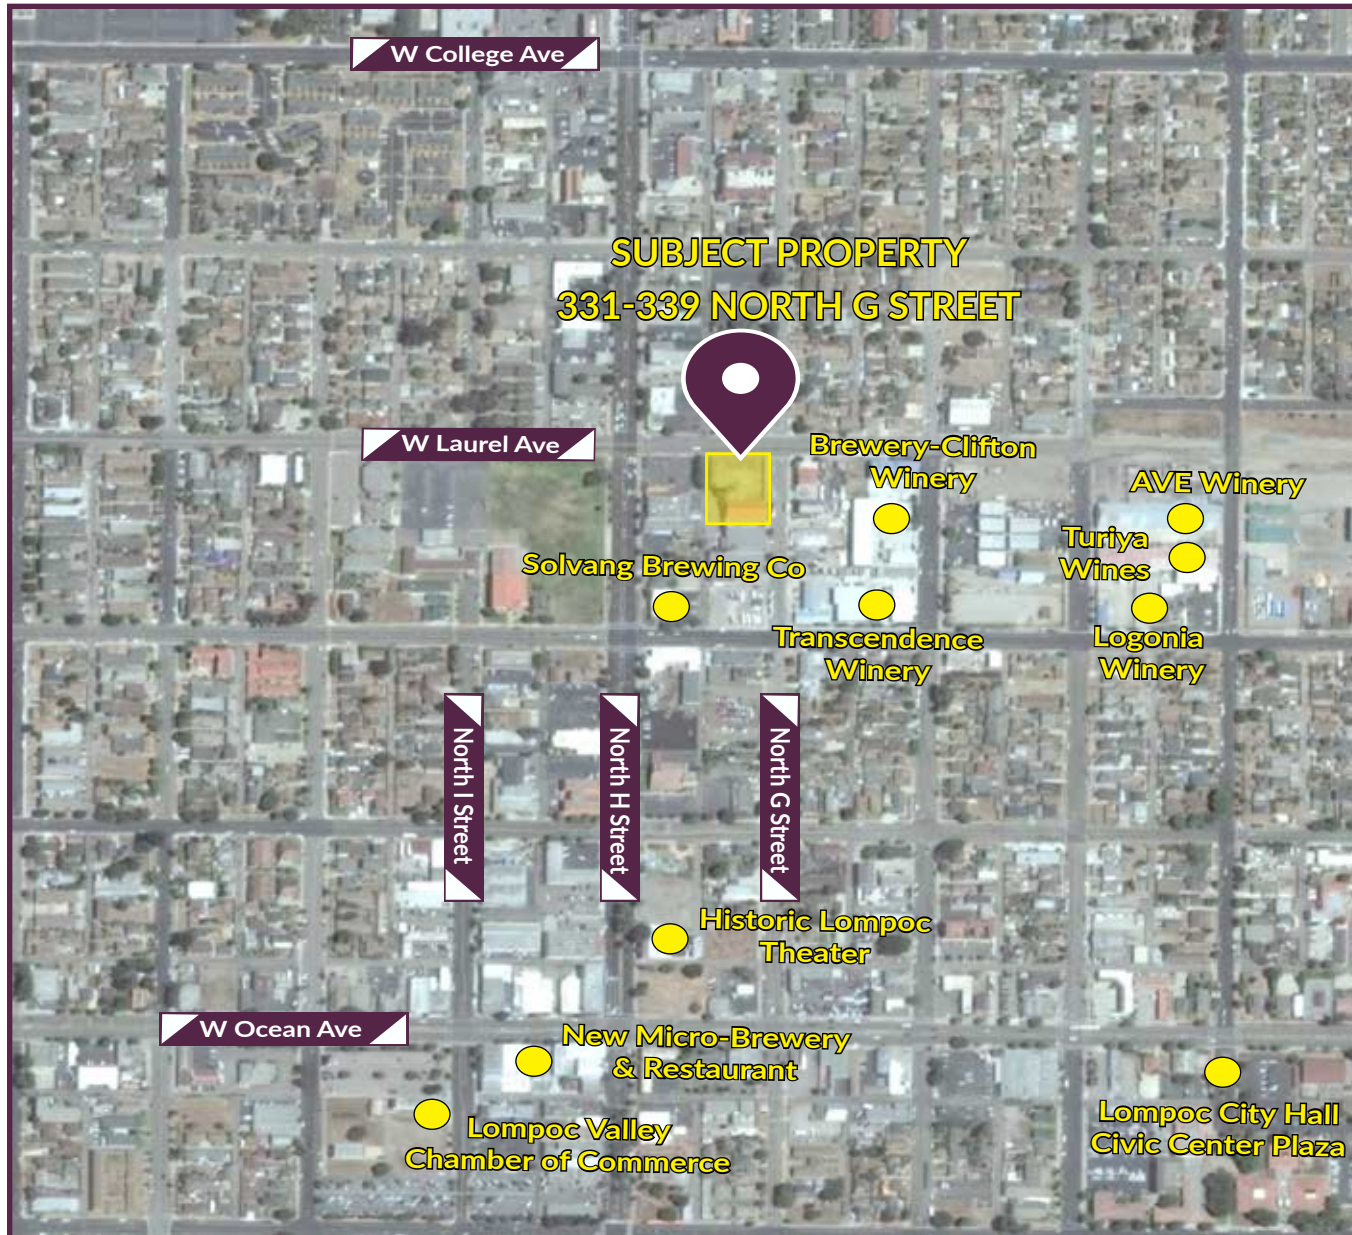 W College Ave
SUBJECT PROPERTY
331-339 NORTH G STREET
W Laurel Ave
Brewery-Clifton
Winery
AVE Winery
Turiya
Wines
Solvang Brewing Co
Transcendence
Winery
Logonia
Winery
North I Street
North H Street
North G Street
Historic Lompoc
Theater
W Ocean Ave
New Micro-Brewery
& Restaurant
Lompoc Valley
Chamber of Commerce
Lompoc City Hall
Civic Center Plaza